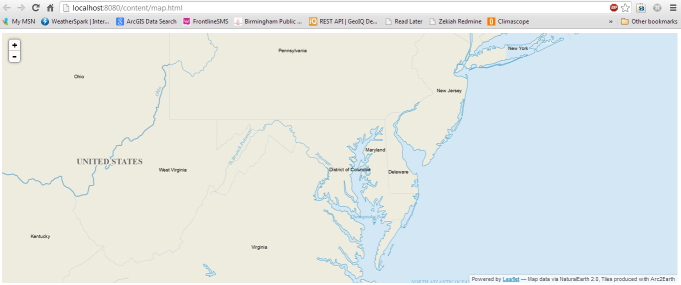 localhost:8080/content/map.html
My MSN WeatherSpark | Inter... ArcGIS Data Search FrontlineSMS Birmingham Public ... REST API | GeoIQ De... Read Later Zekiah Redmine Climascope » Other bookmarks
+
-
New York
Pennsylvania
Ohio
New Jersey
Maryland
UNITED STATES
West Virginia
District of Columbia
Delaware
Kentucky
Virginia
Powered by Leaflet — Map data via NaturalEarth 2.0, Tiles produced with Arc2Earth